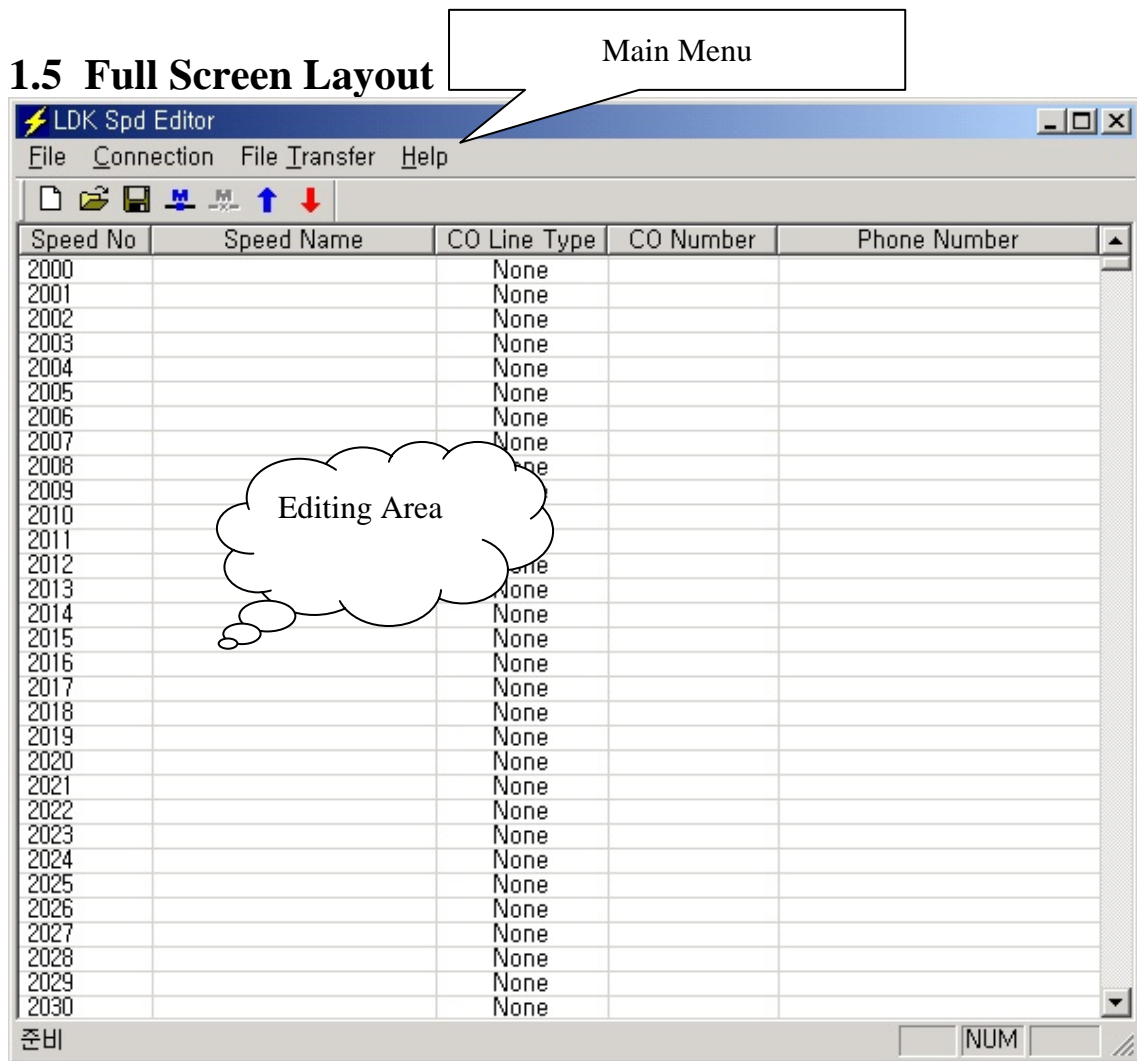 Main Menu
1.5 Full Screen Layout
LDK Spd Editor
File Connection File Transfer Help
Speed No Speed Name CO Line Type CO Number Phone Number
2000 None
2001 None
2002 None
2003 None
2004 None
2005 None
2006 None
2007 None
2008
2009
Editing Area
2010
2011
2012
2013 None
2014 None
2015 None
2016 None
2017 None
2018 None
2019 None
2020 None
2021 None
2022 None
2023 None
2024 None
2025 None
2026 None
2027 None
2028 None
2029 None
2030 None
준비 NUM